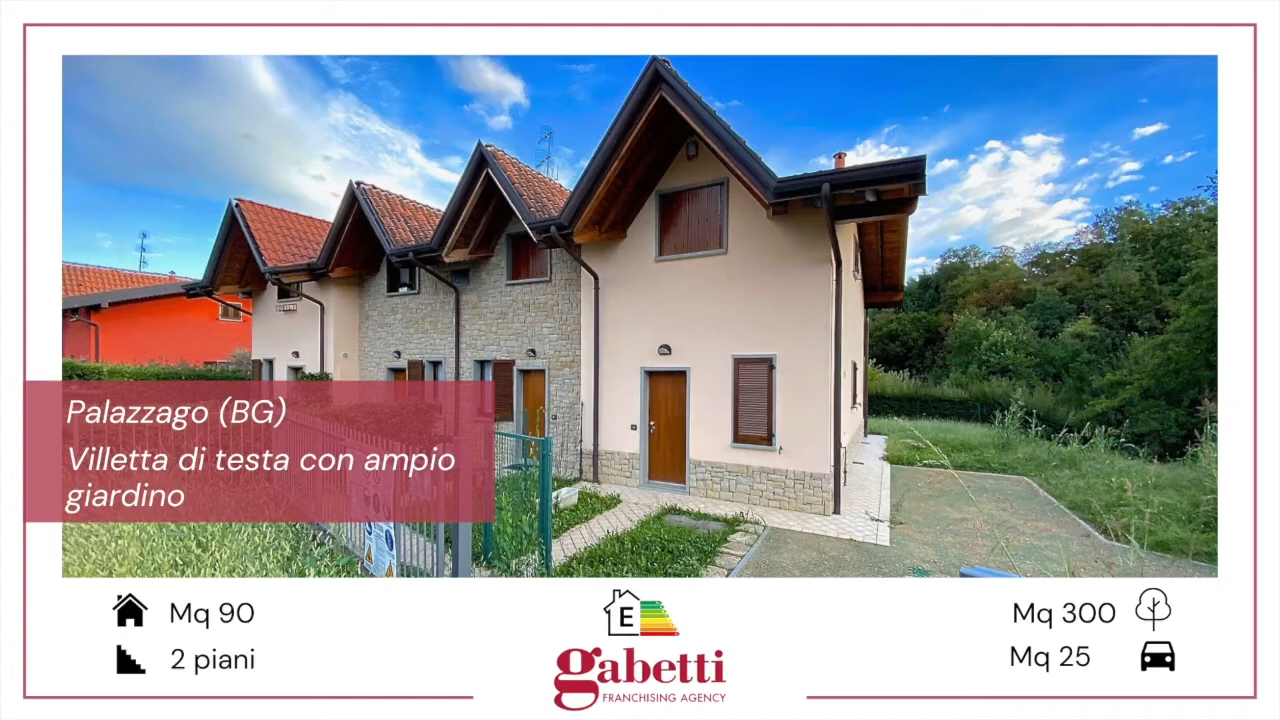 Palazzago (BG)
Villetta di testa con ampio
giardino
Mq 90
2 piani
E
gabetti
FRANCHISING AGENCY
Mq 300
Mq 25